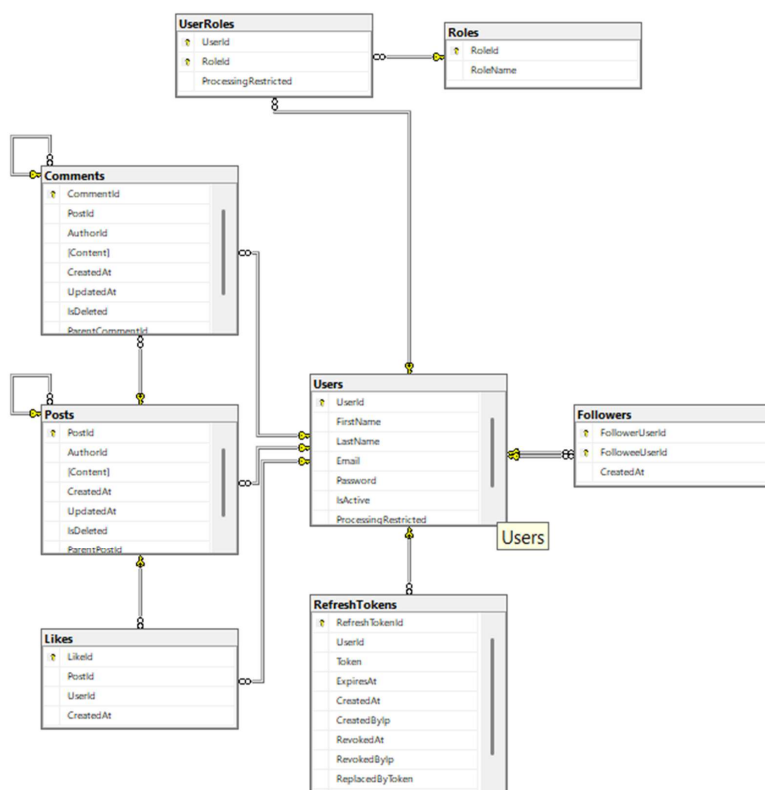 UserRoles
UserId
RoleId
ProcessingRestricted
Roles
RoleId
RoleName
Comments
CommentId
PostId
AuthorId
[Content]
CreatedAt
UpdatedAt
IsDeleted
ParentCommentId
Posts
PostId
AuthorId
[Content]
CreatedAt
UpdatedAt
IsDeleted
ParentPostId
Users
UserId
FirstName
LastName
Email
Password
IsActive
ProcessingRestricted
Users
Followers
FollowerUserId
FolloweeUserId
CreatedAt
Likes
LikeId
PostId
UserId
CreatedAt
RefreshTokens
RefreshTokenId
UserId
Token
ExpiresAt
CreatedAt
CreatedByIp
RevokedAt
RevokedByIp
ReplacedByToken